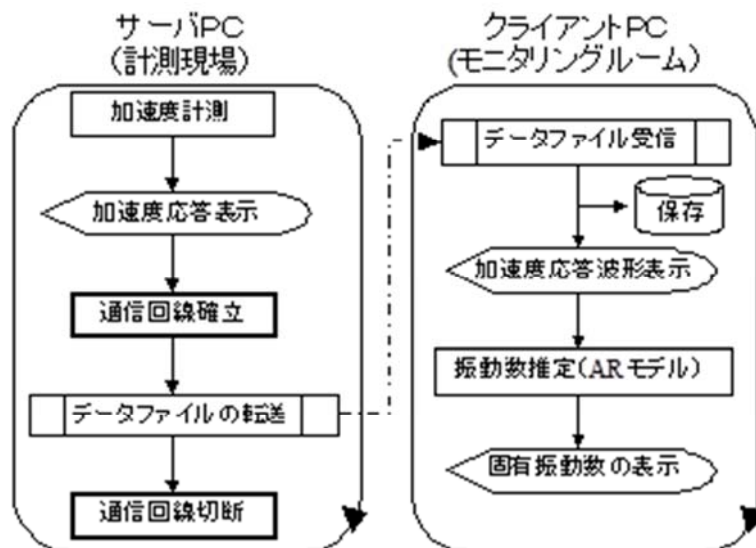 サーバPC
(計測現場)
加速度計測
加速度応答表示
通信回線確立
データファイルの転送
通信回線切断
クライアントPC
(モニタリングルーム)
データファイル受信
保存
加速度応答波形表示
振動数推定(ARモデル)
固有振動数の表示